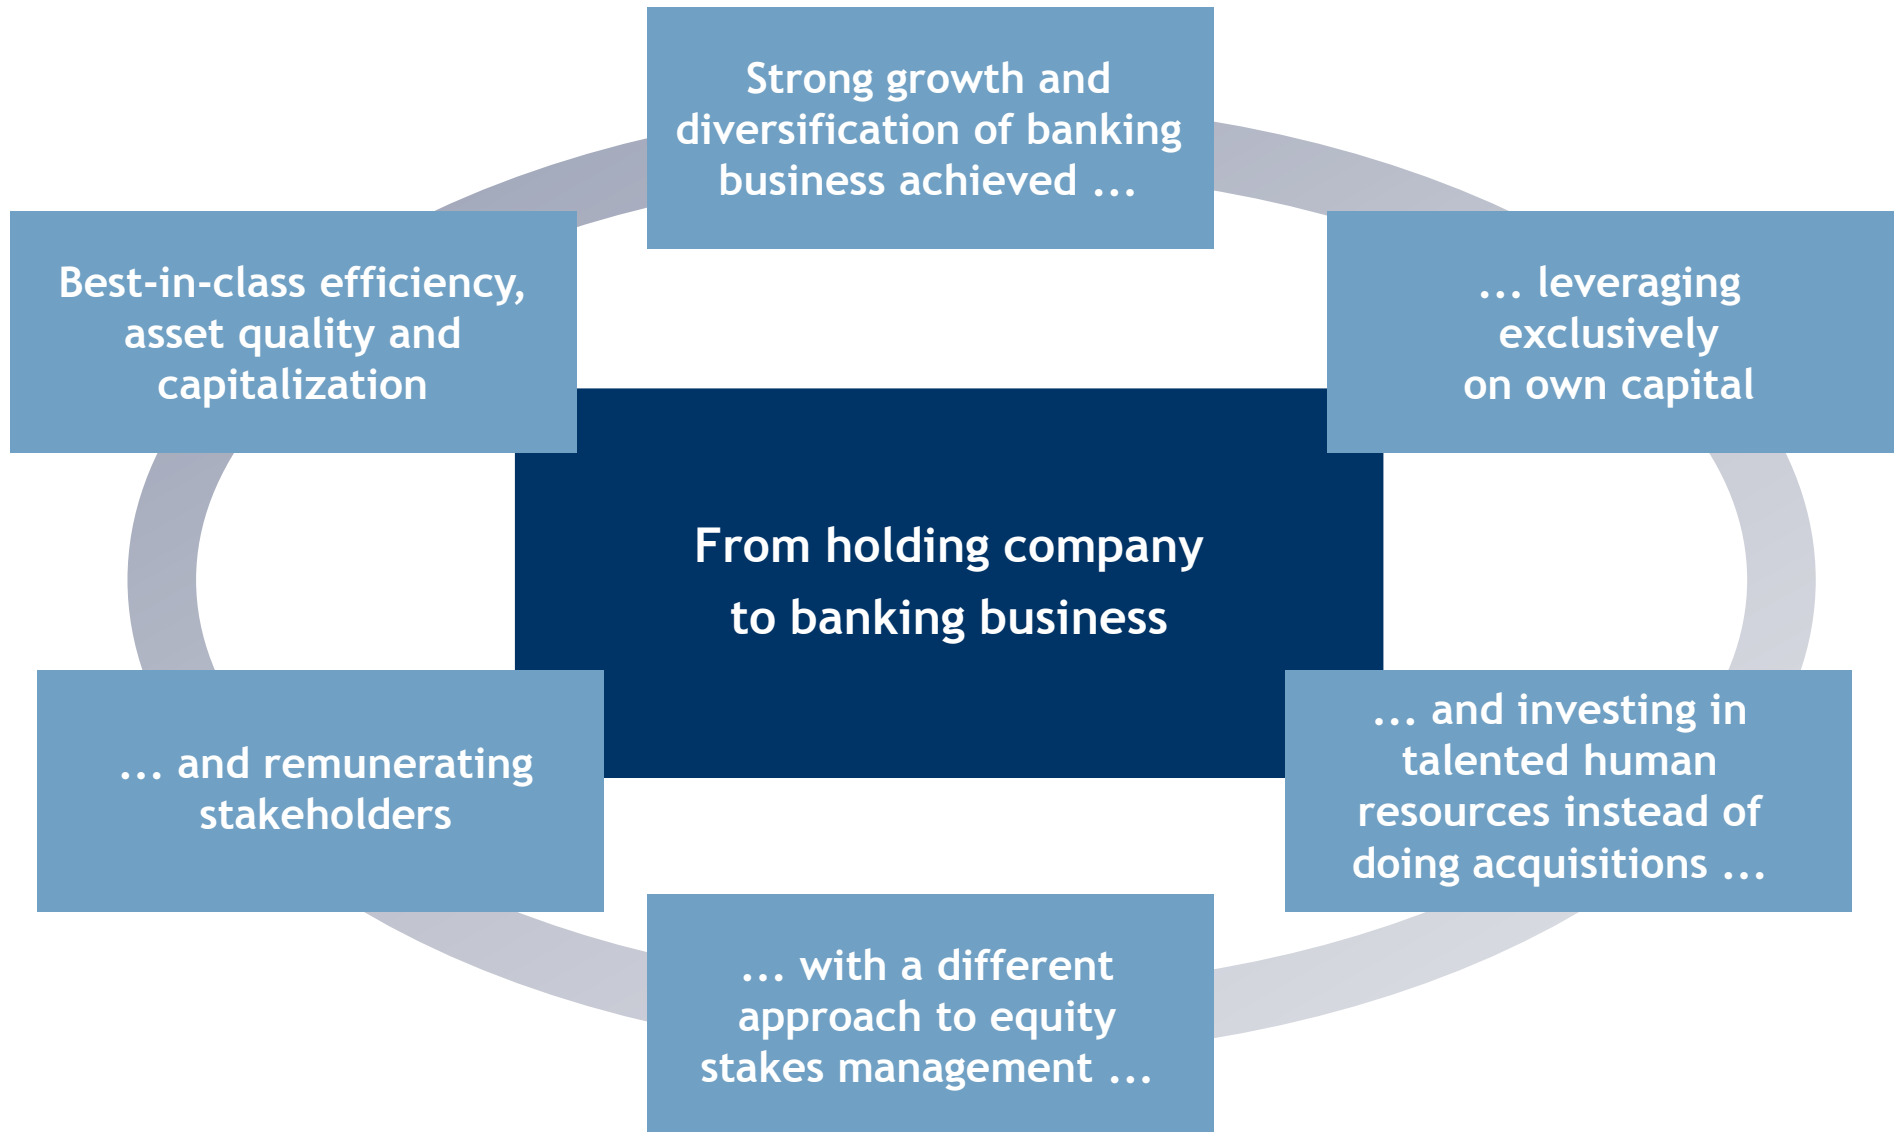 Strong growth and
diversification of banking
business achieved ...
... leveraging
exclusively
on own capital
... and investing in
talented human
resources instead of
doing acquisitions ...
... with a different
approach to equity
stakes management ...
... and remunerating
stakeholders
Best-in-class efficiency,
asset quality and
capitalization
From holding company
to banking business